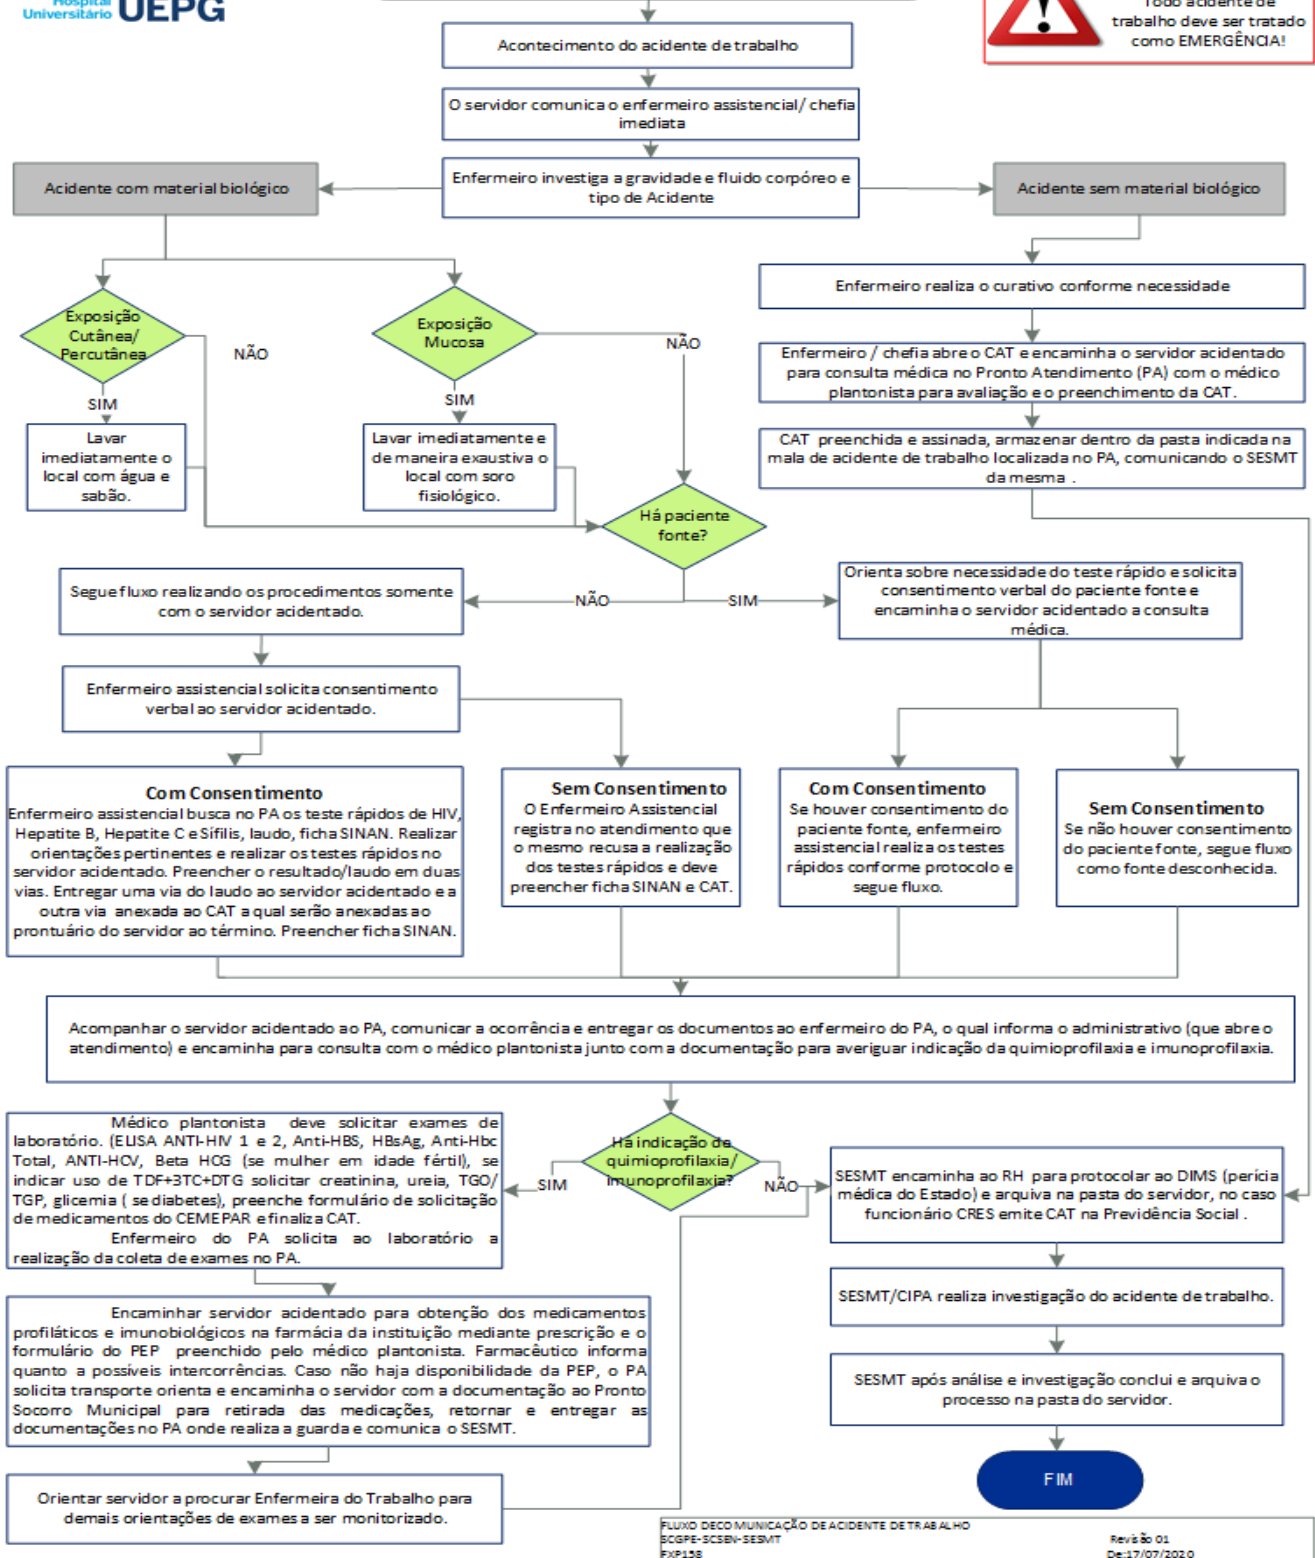 Hospital
Universitário UEPG
Todo acidente de
trabalho deve ser tratado
como EMERGÊNCIA!
Acontecimento do acidente de trabalho
O servidor comunica o enfermeiro assistencial/ chefia
imediata
Acidente com material biológico
Enfermeiro investiga a gravidade e fluido corpóreo e
tipo de Acidente
Acidente sem material biológico
Exposição
Cutânea/
Percutânea
NÃO
SIM
Lavar
imediatamente o
local com água e
sabão.
Exposição
Mucosa
NÃO
SIM
Lavar imediatamente e
de maneira exaustiva o
local com soro
fisiológico.
Enfermeiro realiza o curativo conforme necessidade
Enfermeiro / chefia abre o CAT e encaminha o servidor acidentado
para consulta médica no Pronto Atendimento (PA) com o médico
plantonista para avaliação e o preenchimento da CAT.
CAT preenchida e assinada, armazenar dentro da pasta indicada na
mala de acidente de trabalho localizada no PA, comunicando o SESMT
da mesma .
Há paciente
fonte?
NÃO
SIM
Segue fluxo realizando os procedimentos somente
com o servidor acidentado.
Orienta sobre necessidade do teste rápido e solicita
consentimento verbal do paciente fonte e
encaminha o servidor acidentado a consulta
médica.
Enfermeiro assistencial solicita consentimento
verbal ao servidor acidentado.
Com Consentimento
Enfermeiro assistencial busca no PA os teste rápidos de HIV,
Hepatite B, Hepatite C e Sífilis, laudo, ficha SINAN. Realizar
orientações pertinentes e realizar os testes rápidos no
servidor acidentado. Preencher o resultado/laudo em duas
vias. Entregar uma via do laudo ao servidor acidentado e a
outra via anexada ao CAT a qual serão anexadas ao
prontuário do servidor ao término. Preencher ficha SINAN.
Sem Consentimento
O Enfermeiro Assistencial
registra no atendimento que
o mesmo recusa a realização
dos testes rápidos e deve
preencher ficha SINAN e CAT.
Com Consentimento
Se houver consentimento do
paciente fonte, enfermeiro
assistencial realiza os testes
rápidos conforme protocolo e
segue fluxo.
Sem Consentimento
Se não houver consentimento
do paciente fonte, segue fluxo
como fonte desconhecida.
Acompanhar o servidor acidentado ao PA, comunicar a ocorrência e entregar os documentos ao enfermeiro do PA, o qual informa o administrativo (que abre o
atendimento) e encaminha para consulta com o médico plantonista junto com a documentação para averiguar indicação da quimioprofilaxia e imunoprofilaxia.
Há indicação de
quimioprofilaxia/
imunoprofilaxia?
SIM
NÃO
Médico plantonista deve solicitar exames de
laboratório. (ELISA ANTI-HIV 1 e 2, Anti-HBS, HBsAg, Anti-Hbc
Total, ANTI-HCV, Beta HCG (se mulher em idade fértil), se
indicar uso de TDF+3TC+DTG solicitar creatinina, ureia, TGO/
TGP, glicemia ( se diabetes), preenche formulário de solicitação
de medicamentos do CEMEPAR e finaliza CAT.
Enfermeiro do PA solicita ao laboratório a
realização da coleta de exames no PA.
SESMT encaminha ao RH para protocolar ao DIMS (perícia
médica do Estado) e arquiva na pasta do servidor, no caso
funcionário CRES emite CAT na Previdência Social .
SESMT/CIPA realiza investigação do acidente de trabalho.
Encaminhar servidor acidentado para obtenção dos medicamentos
profiláticos e imunobiológicos na farmácia da instituição mediante prescrição e o
formulário do PEP preenchido pelo médico plantonista. Farmacêutico informa
quanto a possíveis intercorrências. Caso não haja disponibilidade da PEP, o PA
solicita transporte orienta e encaminha o servidor com a documentação ao Pronto
Socorro Municipal para retirada das medicações, retornar e entregar as
documentações no PA onde realiza a guarda e comunica o SESMT.
SESMT após análise e investigação conclui e arquiva o
processo na pasta do servidor.
Orientar servidor a procurar Enfermeira do Trabalho para
demais orientações de exames a ser monitorizado.
FIM
FLUXO DE COMUNICAÇÃO DE ACIDENTE DE TRABALHO
SCGPE-SCSEN-SESMT Revisão 01
FXP138 De:17/07/2020